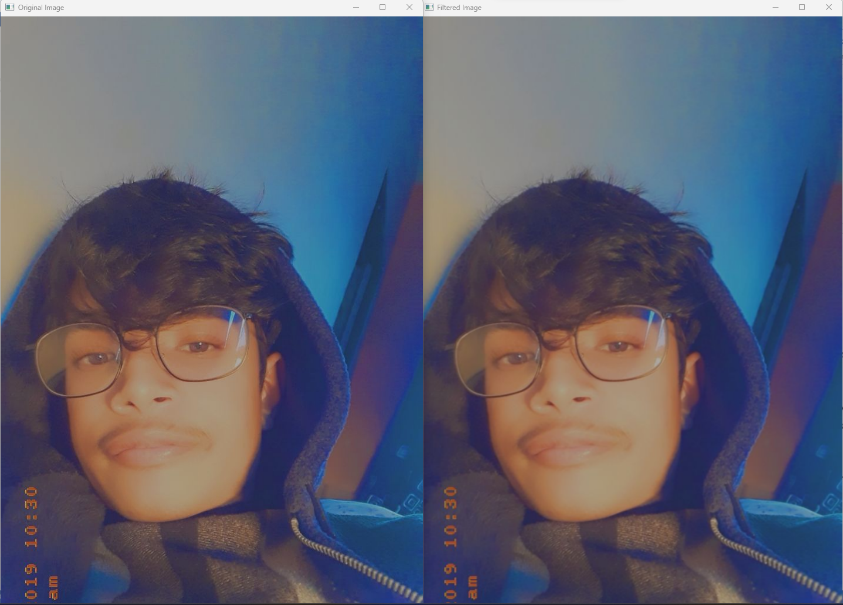 Original Image
Filtered Image
019 10:30
am
019 10:30
am